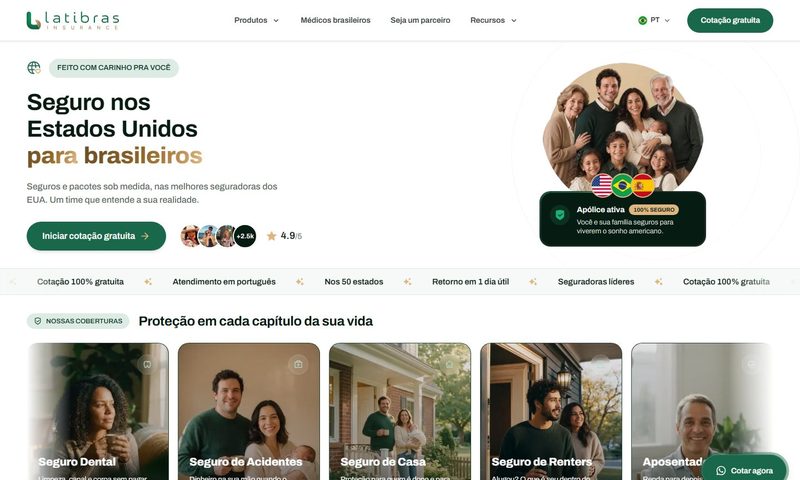 latibras
INSURANCE
Produtos
Médicos brasileiros
Seja um parceiro
Recursos
PT
Cotação gratuita
FEITO COM CARINHO PRA VOCÊ
Seguro nos
Estados Unidos
para brasileiros
Seguros e pacotes sob medida, nas melhores seguradoras dos
EUA. Um time que entende a sua realidade.
Iniciar cotação gratuita
+2.5k
4.9/5
Apólice ativa
100% SEGURO
Você e sua família seguros para
viverem o sonho americano.
Cotação 100% gratuita
Atendimento em português
Nos 50 estados
Retorno em 1 dia útil
Seguradoras líderes
Cotação 100% gratuita
NOSSAS COBERTURAS
Proteção em cada capítulo da sua vida
Seguro Dental
Seguro de Acidentes
Seguro de Casa
Seguro de Renters
Aposentado
Cotar agora